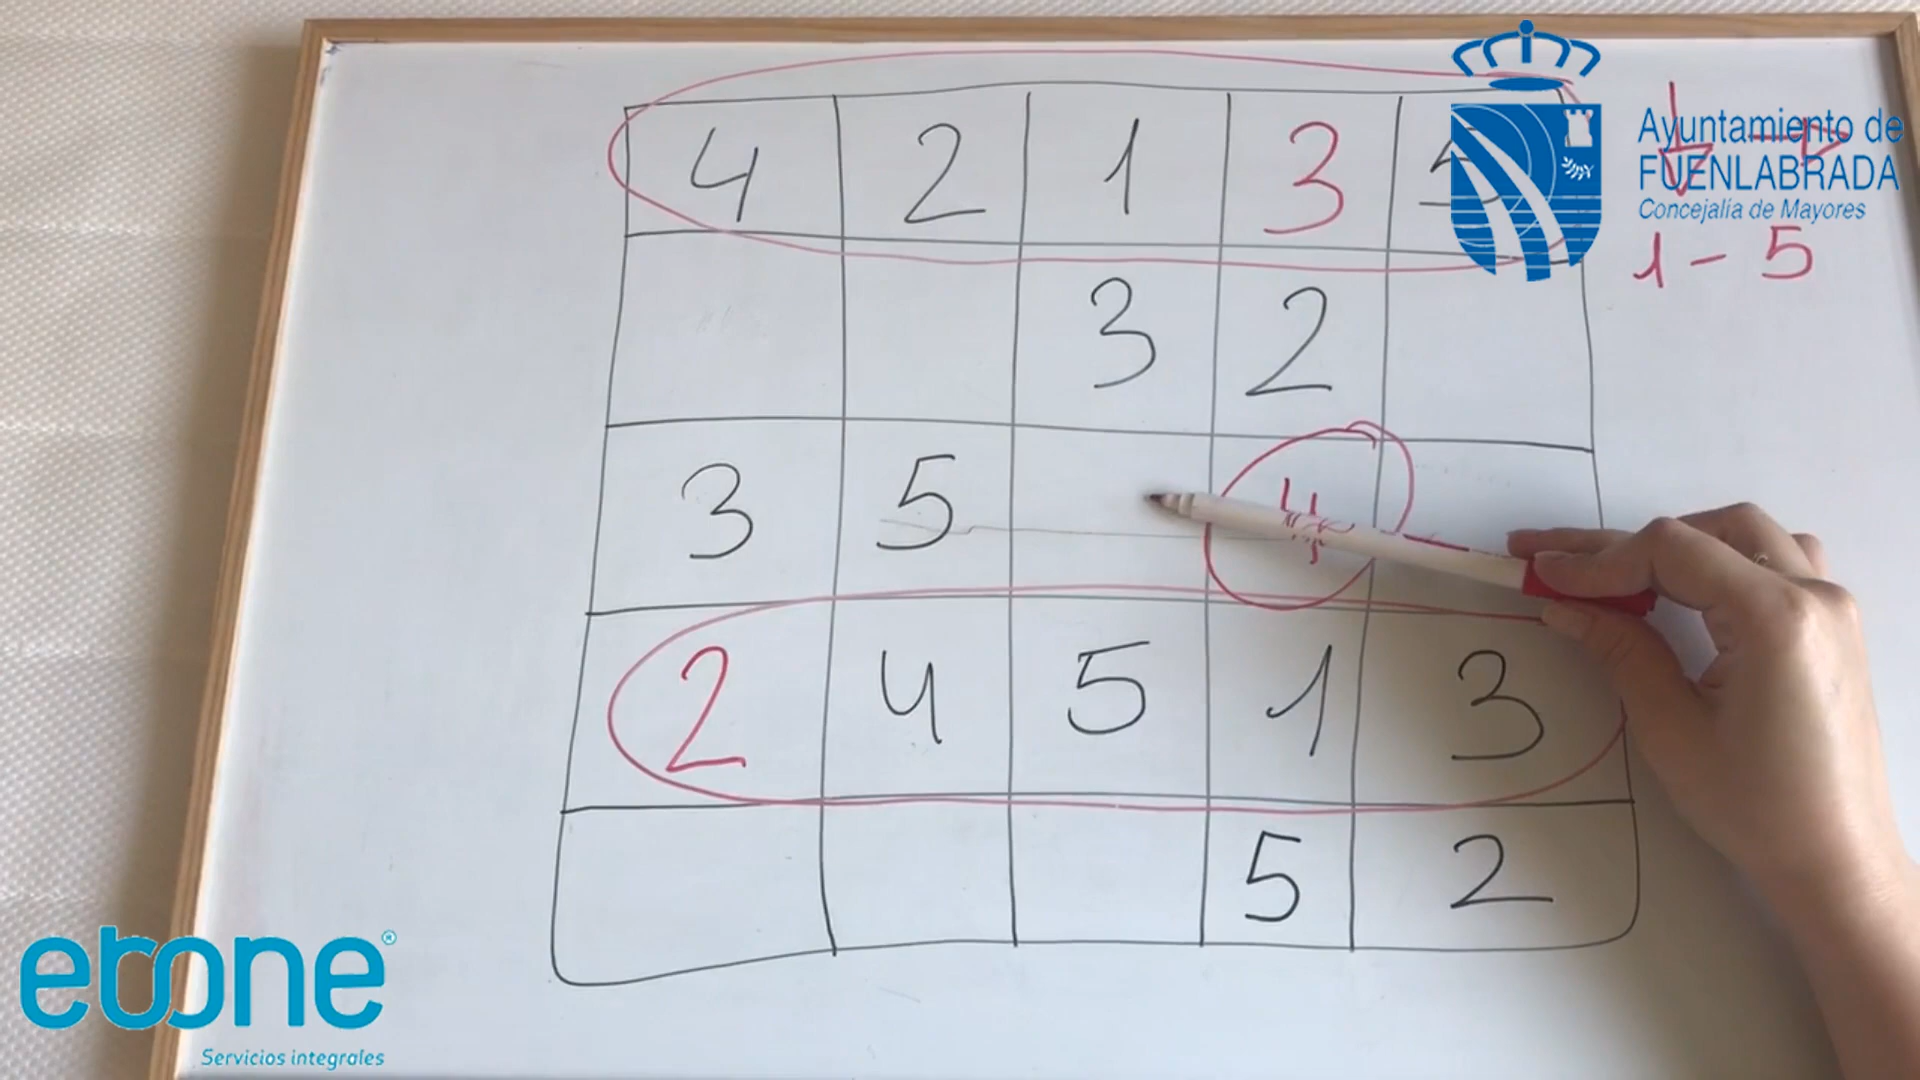 4 2 1 3 5
3 2
3 5 4
2 4 5 1 3
5 2
Ayuntamiento de
FUENLABRADA
Concejalía de Mayores
1 - 5
etone®
Servicios integrales